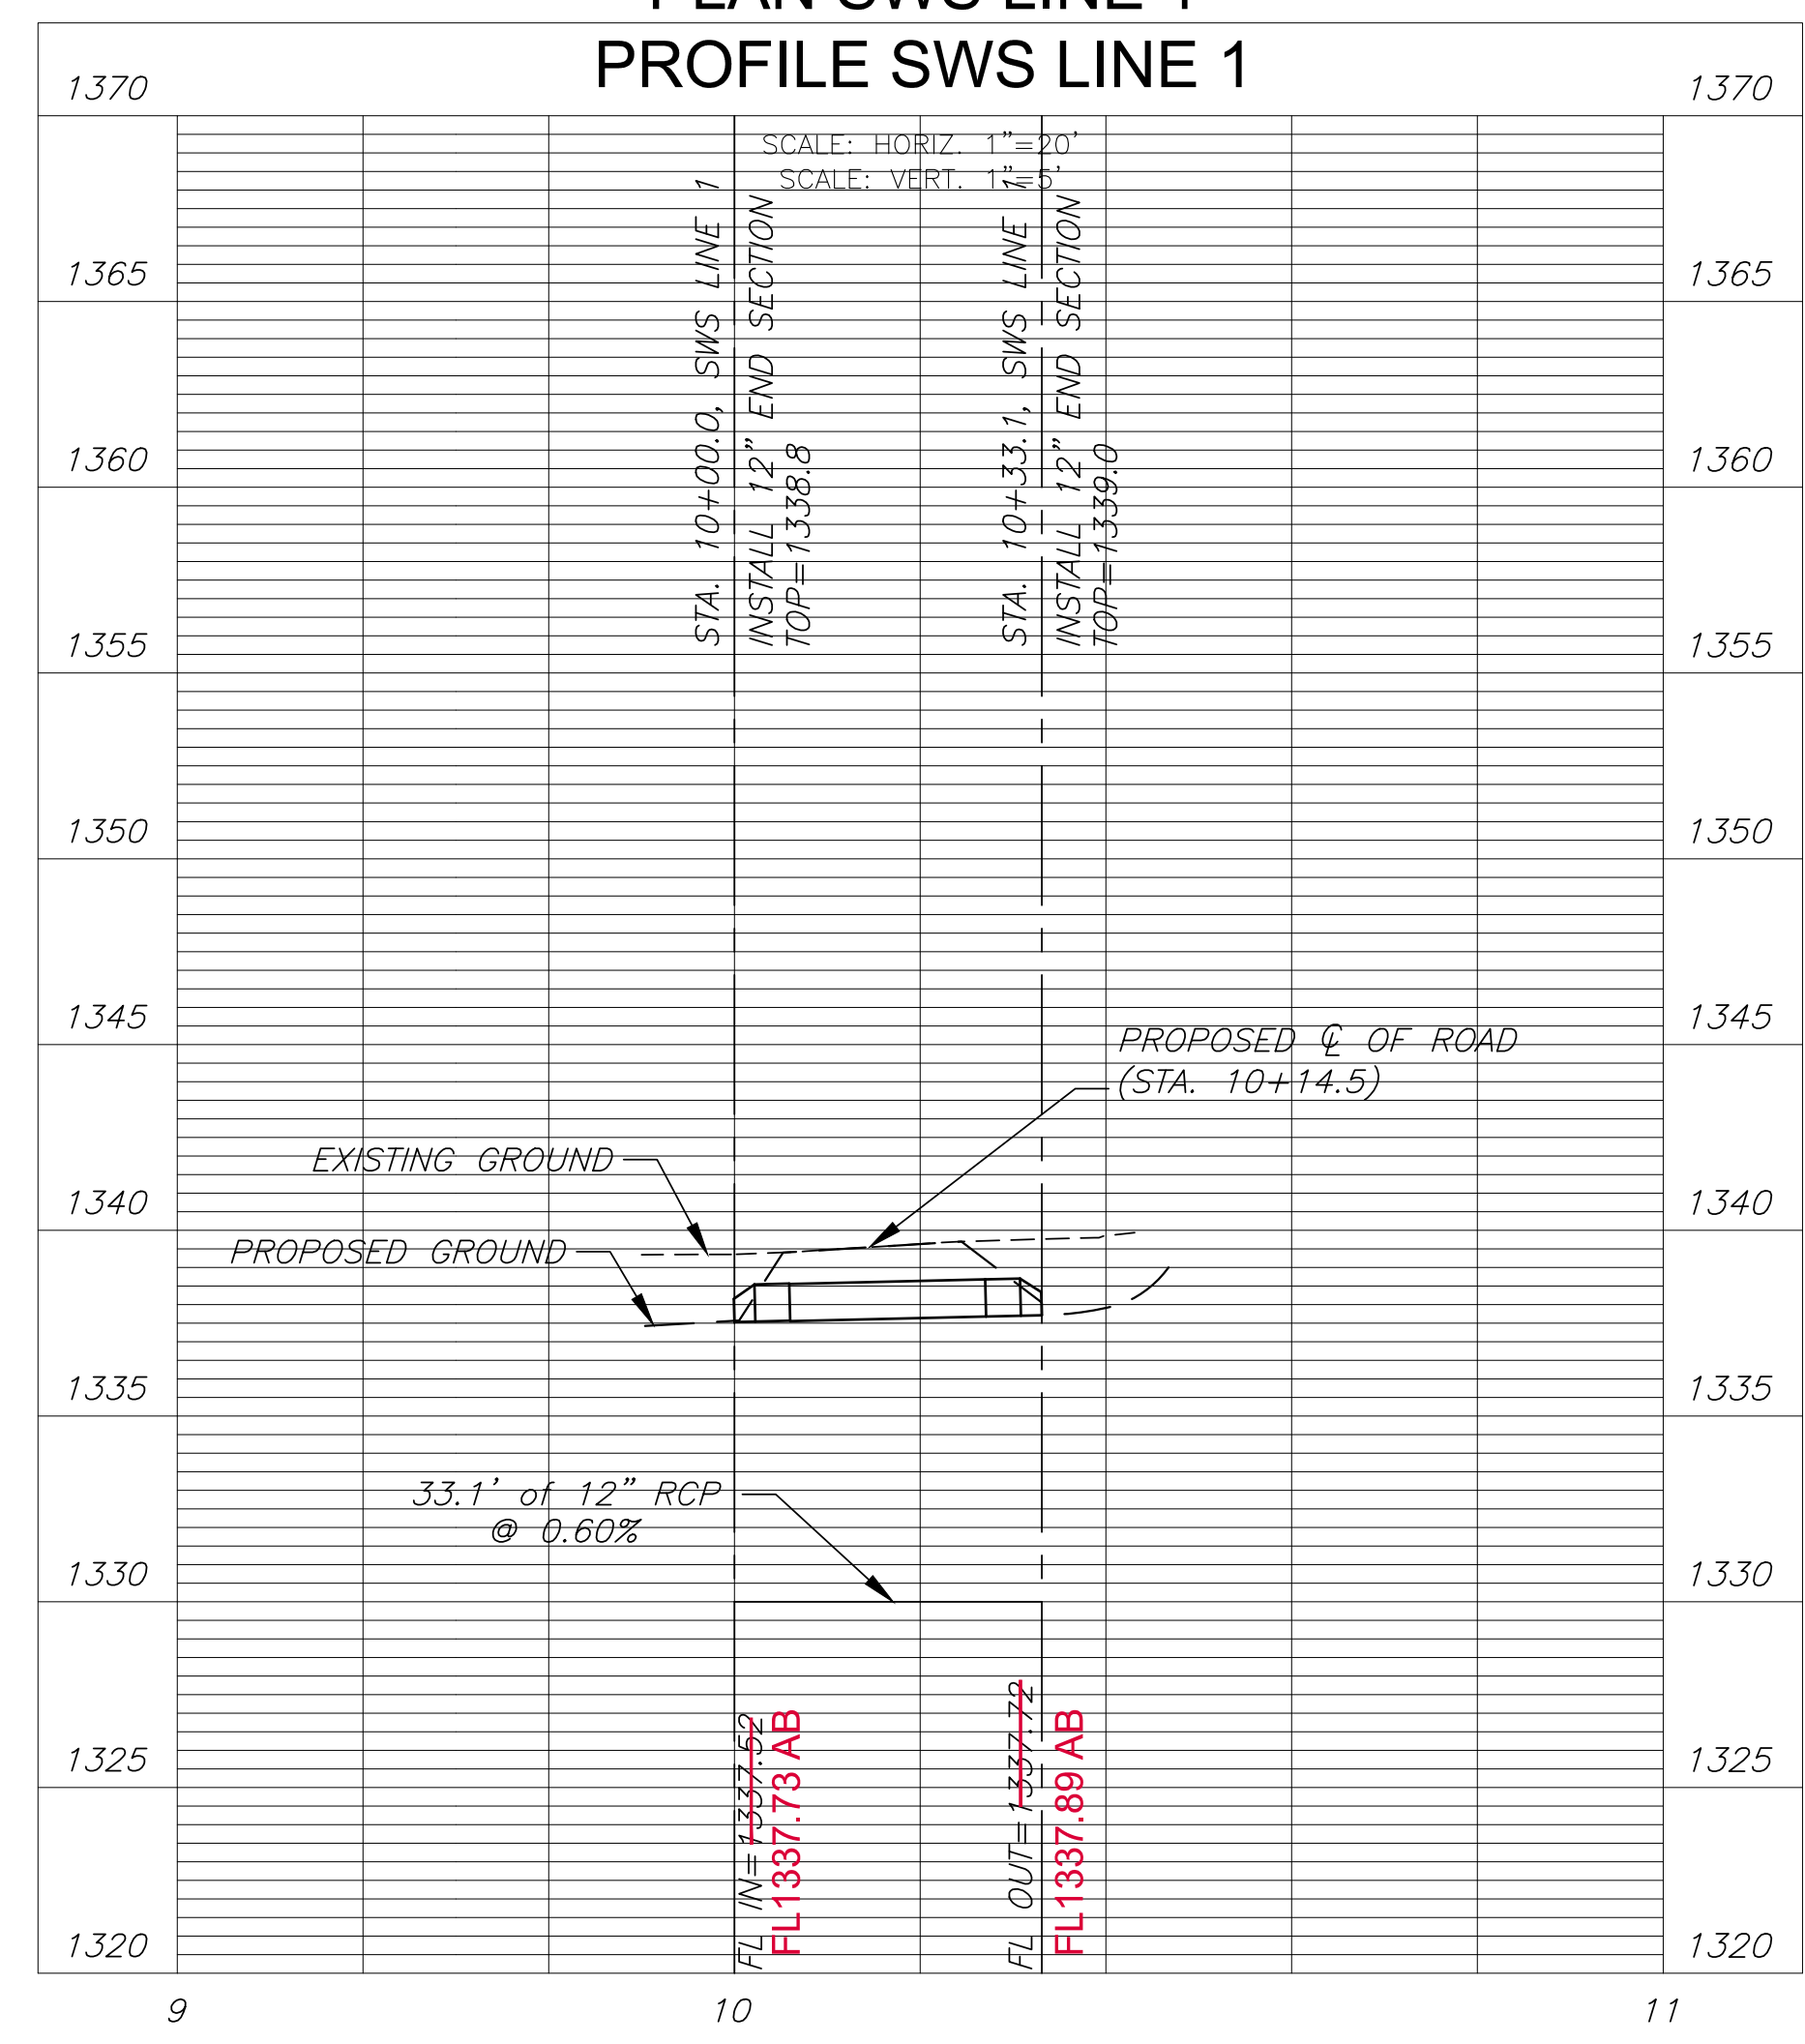 PLAN SWS LINE 1
PROFILE SWS LINE 1
1370
1370
SCALE: HORIZ. 1"=20'
SCALE: VERT. 1"=5'
STA. 10+00.0, SWS LINE 1
INSTALL 12" END SECTION
TOP=1338.8
STA. 10+33.1, SWS LINE 1
INSTALL 12" END SECTION
TOP=1339.0
1365
1365
1360
1360
1355
1355
1350
1350
1345
1345
PROPOSED ℄ OF ROAD
(STA. 10+14.5)
EXISTING GROUND
1340
1340
PROPOSED GROUND
1335
1335
33.1' of 12" RCP
@ 0.60%
1330
1330
FL IN=1337.52
FL1337.73 AB
FL OUT=1337.72
FL1337.89 AB
1325
1325
1320
1320
9
10
11